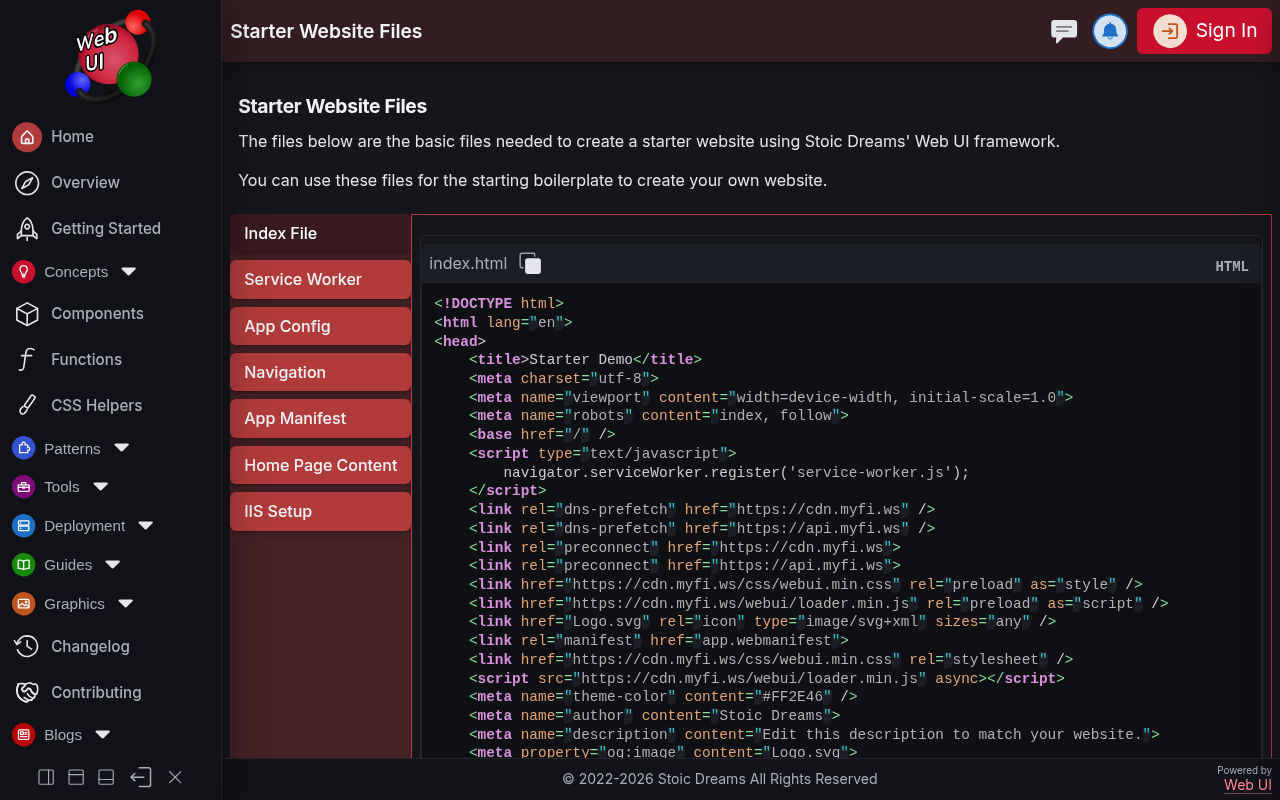 Web
UI
Home
Overview
Getting Started
Concepts
Components
Functions
CSS Helpers
Patterns
Tools
Deployment
Guides
Graphics
Changelog
Contributing
Blogs
Starter Website Files
Sign In
Starter Website Files
The files below are the basic files needed to create a starter website using Stoic Dreams' Web UI framework.
You can use these files for the starting boilerplate to create your own website.
Index File
Service Worker
App Config
Navigation
App Manifest
Home Page Content
IIS Setup
index.html
HTML
<!DOCTYPE html>
<html lang="en">
<head>
    <title>Starter Demo</title>
    <meta charset="utf-8">
    <meta name="viewport" content="width=device-width, initial-scale=1.0">
    <meta name="robots" content="index, follow">
    <base href="/" />
    <script type="text/javascript">
        navigator.serviceWorker.register('service-worker.js');
    </script>
    <link rel="dns-prefetch" href="https://cdn.myfi.ws" />
    <link rel="dns-prefetch" href="https://api.myfi.ws" />
    <link rel="preconnect" href="https://cdn.myfi.ws">
    <link rel="preconnect" href="https://api.myfi.ws">
    <link href="https://cdn.myfi.ws/css/webui.min.css" rel="preload" as="style" />
    <link href="https://cdn.myfi.ws/webui/loader.min.js" rel="preload" as="script" />
    <link href="Logo.svg" rel="icon" type="image/svg+xml" sizes="any" />
    <link rel="manifest" href="app.webmanifest">
    <link href="https://cdn.myfi.ws/css/webui.min.css" rel="stylesheet" />
    <script src="https://cdn.myfi.ws/webui/loader.min.js" async></script>
    <meta name="theme-color" content="#FF2E46" />
    <meta name="author" content="Stoic Dreams">
    <meta name="description" content="Edit this description to match your website.">
    <meta property="og:image" content="Logo.svg">
© 2022-2026 Stoic Dreams All Rights Reserved
Powered by
Web UI